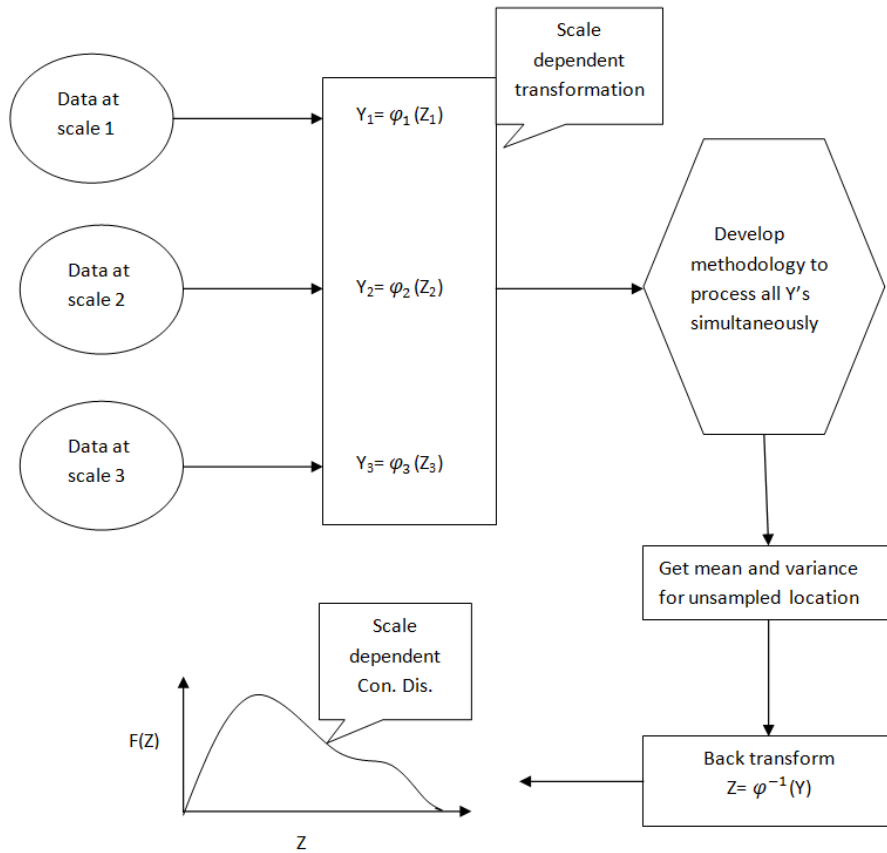 Scale
dependent
transformation
Data at
scale 1
Y₁= φ₁(Z₁)
Data at
scale 2
Y₂= φ₂(Z₂)
Develop
methodology to
process all Y's
simultaneously
Data at
scale 3
Y₃= φ₃(Z₃)
Get mean and variance
for unsampled location
Scale
dependent
Con. Dis.
F(Z)
Z
Back transform
Z= φ⁻¹(Y)